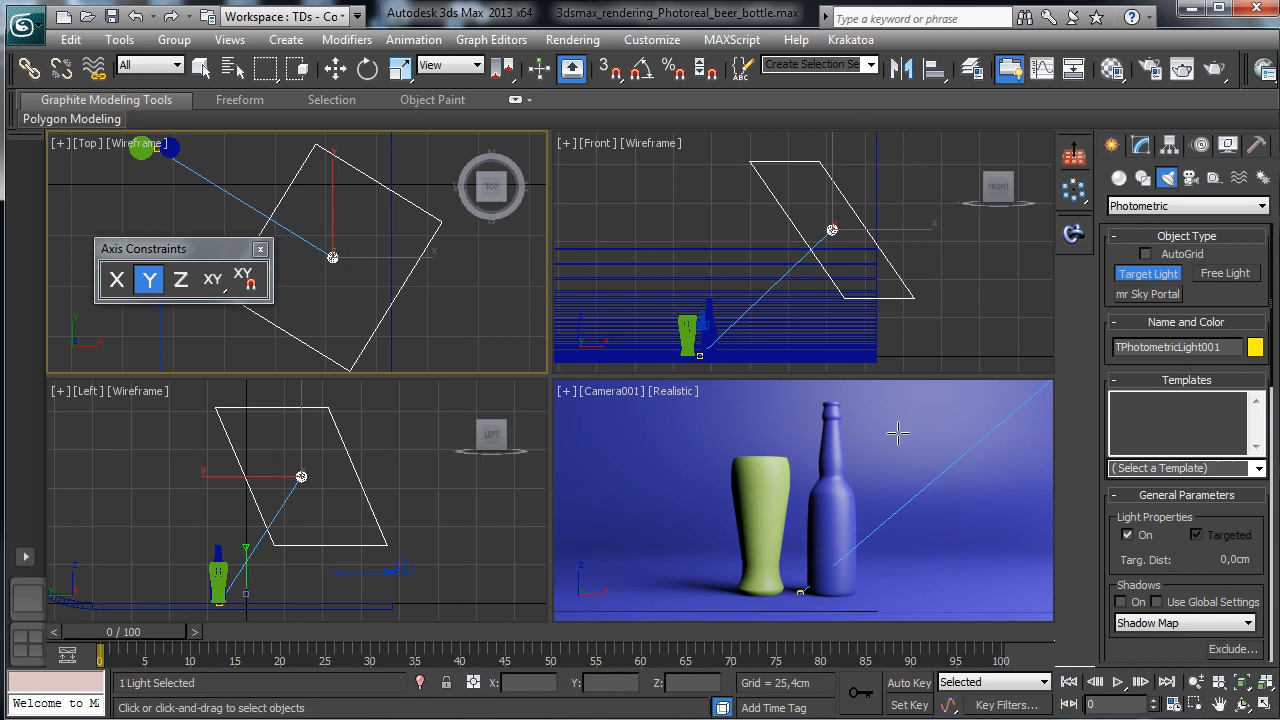 Workspace : TDs - Co
Autodesk 3ds Max 2013 x64
3dsmax_rendering_Photoreal_beer_bottle.max
Type a keyword or phrase
Edit
Tools
Group
Views
Create
Modifiers
Animation
Graph Editors
Rendering
Customize
MAXScript
Help
Krakatoa
All
View
3
ABC
Create Selection Se
Graphite Modeling Tools
Freeform
Selection
Object Paint
Polygon Modeling
[+][Top][Wireframe]
TOP
Axis Constraints
X
Y
Z
XY
XY
[+][Front][Wireframe]
FRONT
[+][Left][Wireframe]
LEFT
[+][Camera001][Realistic]
Photometric
Object Type
AutoGrid
Target Light
Free Light
mr Sky Portal
Name and Color
TPhotometricLight001
Templates
(Select a Template)
General Parameters
Light Properties
On
Targeted
Targ. Dist:
0,0cm
Shadows
On
Use Global Settings
Shadow Map
Exclude...
0 / 100
0 5 10 15 20 25 30 35 40 45 50 55 60 65 70 75 80 85 90 95 100
1 Light Selected
X:
Y:
Z:
Grid = 25,4cm
Auto Key
Selected
Welcome to MA
Click or click-and-drag to select objects
Add Time Tag
Set Key
Key Filters...
0